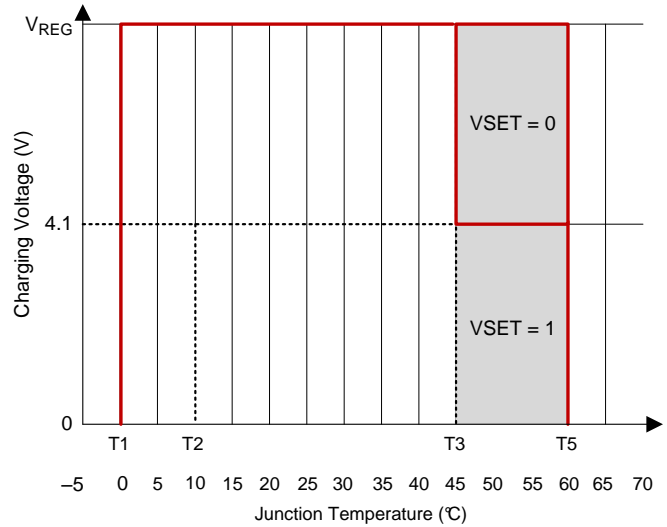 VREG
Charging Voltage (V)
VSET = 0
4.1
VSET = 1
0
T1 T2 T3 T5
–5 0 5 10 15 20 25 30 35 40 45 50 55 60 65 70
Junction Temperature (°C)